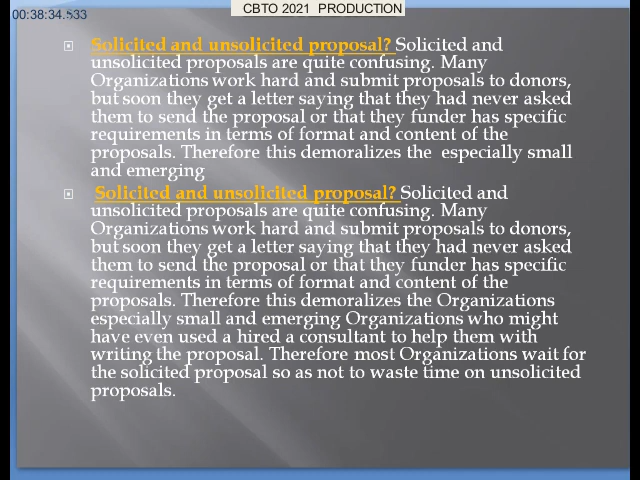 CBTO 2021 PRODUCTION
00:38:34.533
Solicited and unsolicited proposal? Solicited and
unsolicited proposals are quite confusing. Many
Organizations work hard and submit proposals to donors,
but soon they get a letter saying that they had never asked
them to send the proposal or that they funder has specific
requirements in terms of format and content of the
proposals. Therefore this demoralizes the especially small
and emerging
Solicited and unsolicited proposal? Solicited and
unsolicited proposals are quite confusing. Many
Organizations work hard and submit proposals to donors,
but soon they get a letter saying that they had never asked
them to send the proposal or that they funder has specific
requirements in terms of format and content of the
proposals. Therefore this demoralizes the Organizations
especially small and emerging Organizations who might
have even used a hired a consultant to help them with
writing the proposal. Therefore most Organizations wait for
the solicited proposal so as not to waste time on unsolicited
proposals.